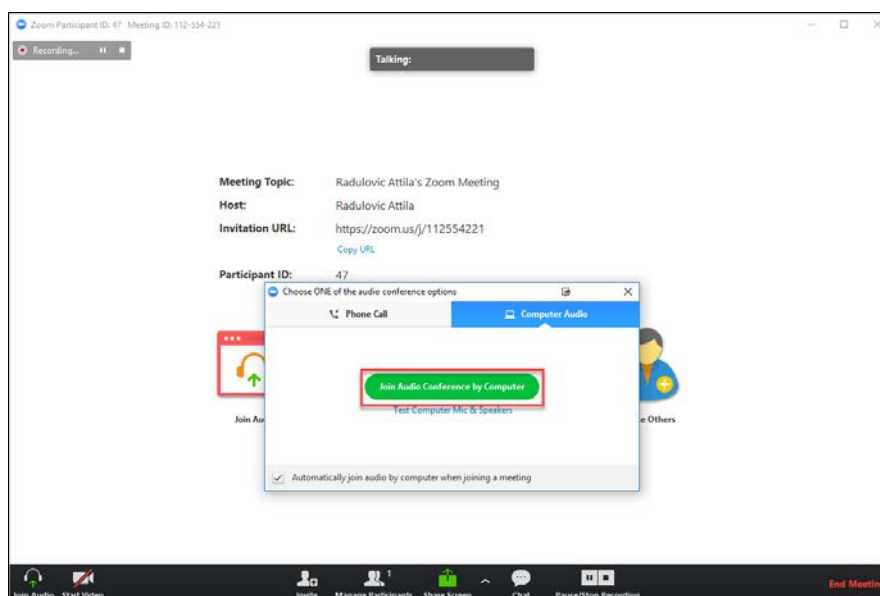 Zoom Participant ID: 47 Meeting ID: 112-554-221
Recording...
Talking:
Meeting Topic: Radulovic Attila's Zoom Meeting
Host: Radulovic Attila
Invitation URL: https://zoom.us/j/112554221
Copy URL
Participant ID: 47
Choose ONE of the audio conference options
Phone Call Computer Audio
Join Audio Conference by Computer
Test Computer Mic & Speakers
Join Au e Others
Automatically join audio by computer when joining a meeting
1
Join Audio Start Video Invite Manage Participants Share Screen Chat Pause/Stop Recording End Meetin